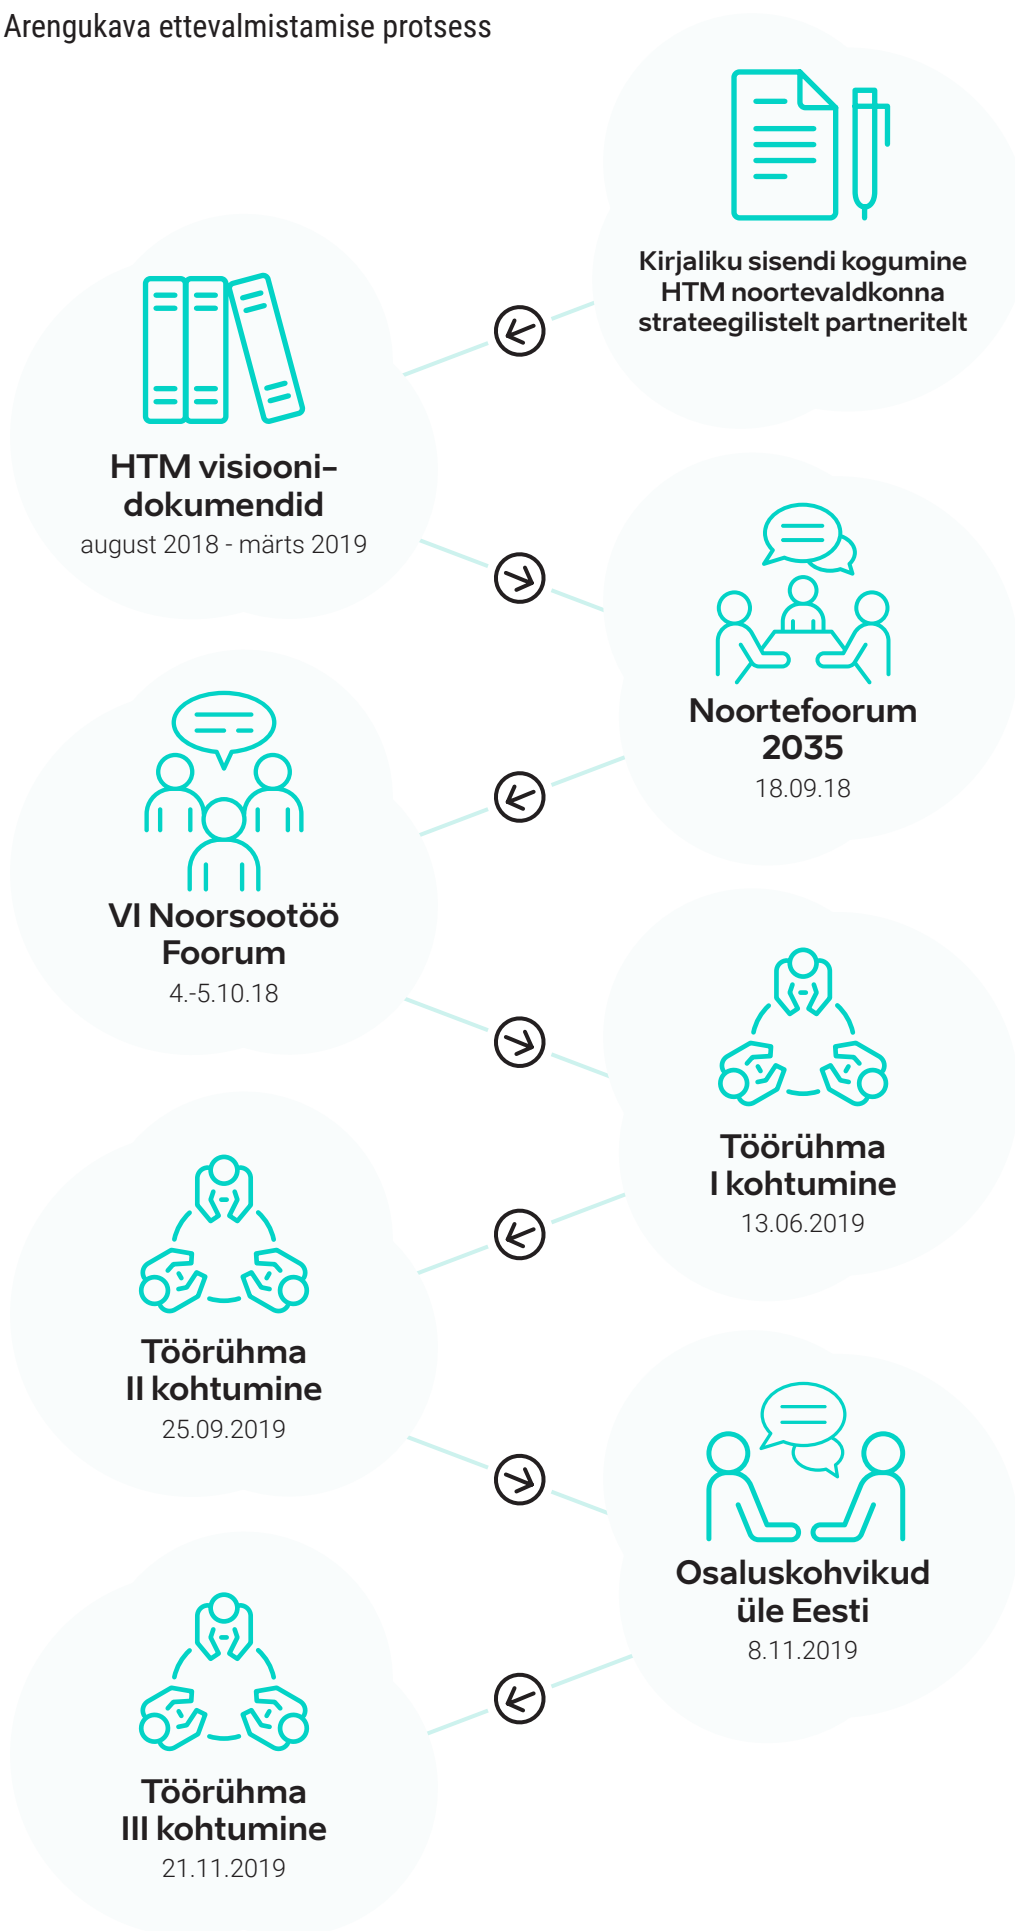 Arengukava ettevalmistamise protsess
Kirjaliku sisendi kogumine
HTM noortevaldkonna
strateegilistelt partneritelt
HTM visiooni-
dokumendid
august 2018 - märts 2019
Noortefoorum
2035
18.09.18
VI Noorsootöö
Foorum
4.-5.10.18
Töörühma
I kohtumine
13.06.2019
Töörühma
II kohtumine
25.09.2019
Osaluskohvikud
üle Eesti
8.11.2019
Töörühma
III kohtumine
21.11.2019